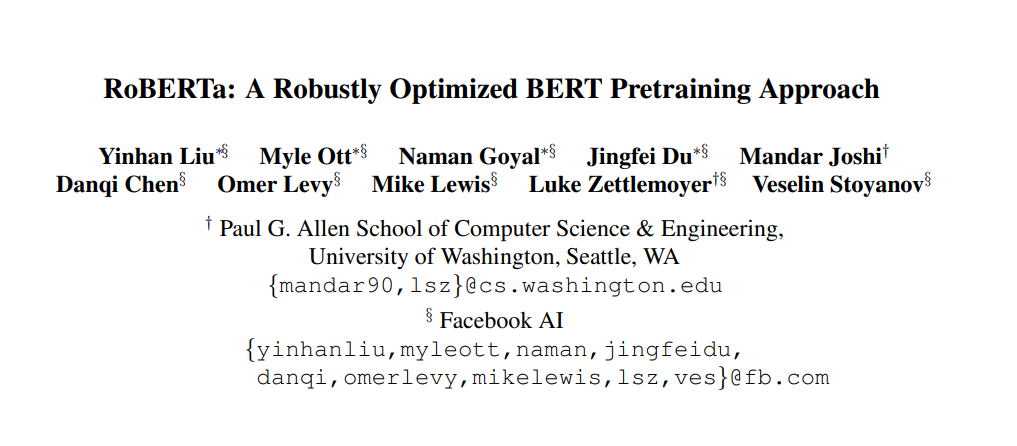 RoBERTa: A Robustly Optimized BERT Pretraining Approach
Yinhan Liu*§ Myle Ott*§ Naman Goyal*§ Jingfei Du*§ Mandar Joshi†
Danqi Chen§ Omer Levy§ Mike Lewis§ Luke Zettlemoyer†§ Veselin Stoyanov§
† Paul G. Allen School of Computer Science & Engineering,
University of Washington, Seattle, WA
{mandar90,lsz}@cs.washington.edu
§ Facebook AI
{yinhanliu,myleott,naman,jingfeidu,
danqi,omerlevy,mikelewis,lsz,ves}@fb.com